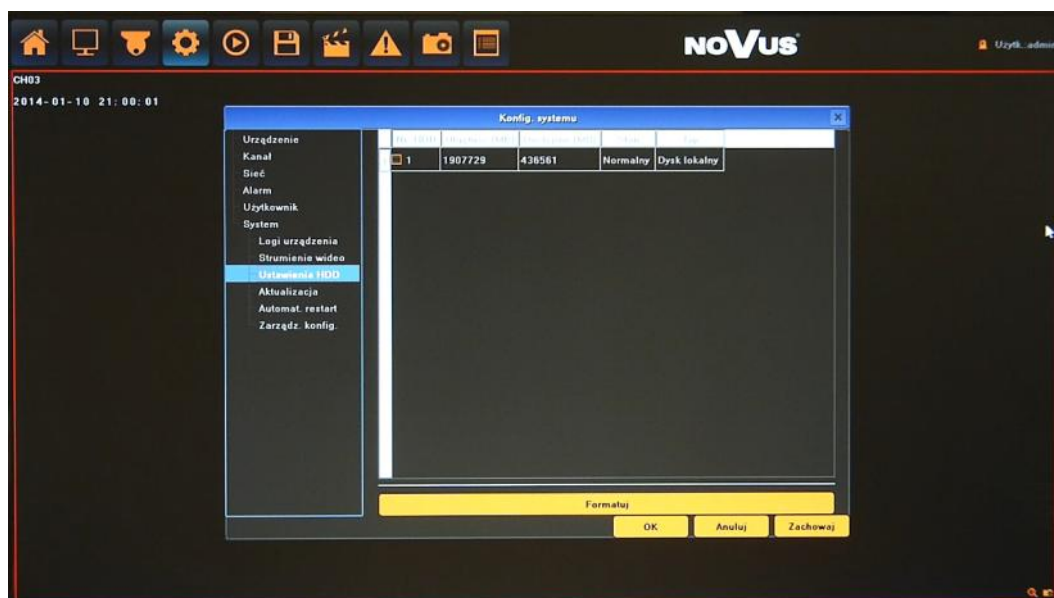 NOVUS
Użytk.:admin
CH03
2014-01-10 21:00:01
Konfig. systemu
Urządzenie
Kanał
Sieć
Alarm
Użytkownik
System
Logi urządzenia
Strumienie wideo
Ustawienia HDD
Aktualizacja
Automat. restart
Zarządz. konfig.
1 1907729 436561 Normalny Dysk lokalny
Formatuj
OK Anuluj Zachowaj